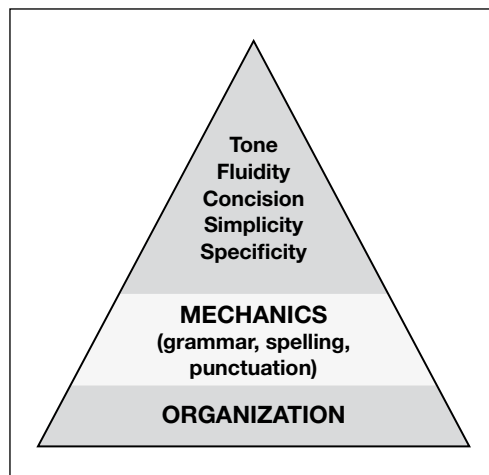 Tone
Fluidity
Concision
Simplicity
Specificity
MECHANICS
(grammar, spelling,
punctuation)
ORGANIZATION